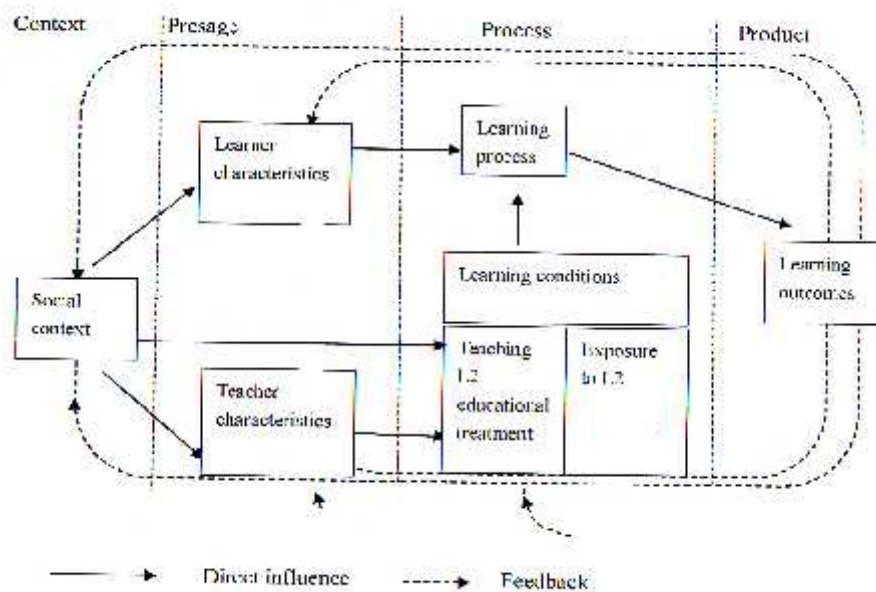 Context
Presage
Process
Product
Learner
characteristics
Learning
process
Social
context
Learning conditions
Learning
outcomes
Teaching
L2
educational
treatment
Exposure
to L2
Teacher
characteristics
Direct influence
Feedback